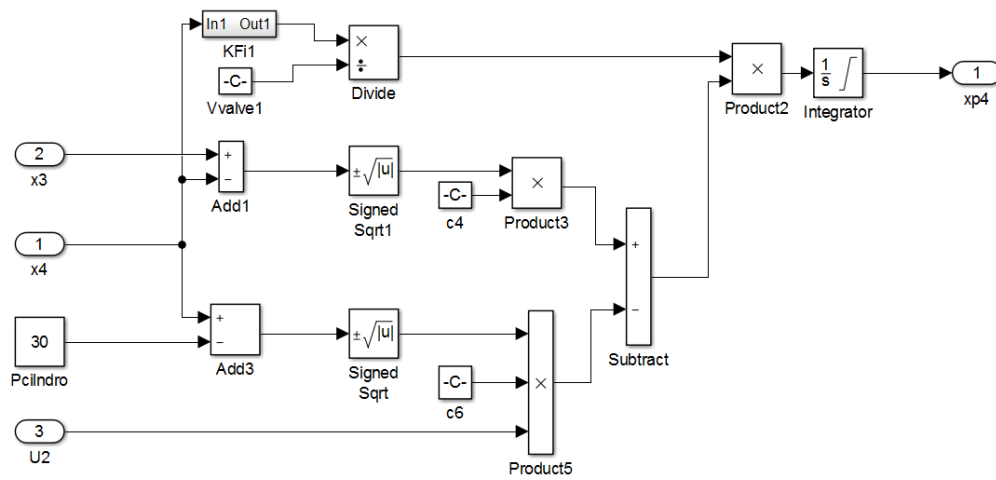 In1 Out1
KFi1
-C-
Vvalve1
×
÷
Divide
×
Product2
1
s
Integrator
1
xp4
2
x3
+
−
Add1
± √|u|
Signed
Sqrt1
-C-
c4
×
Product3
1
x4
+
−
Subtract
30
Pcilndro
+
−
Add3
± √|u|
Signed
Sqrt
-C-
c6
×
Product5
3
U2